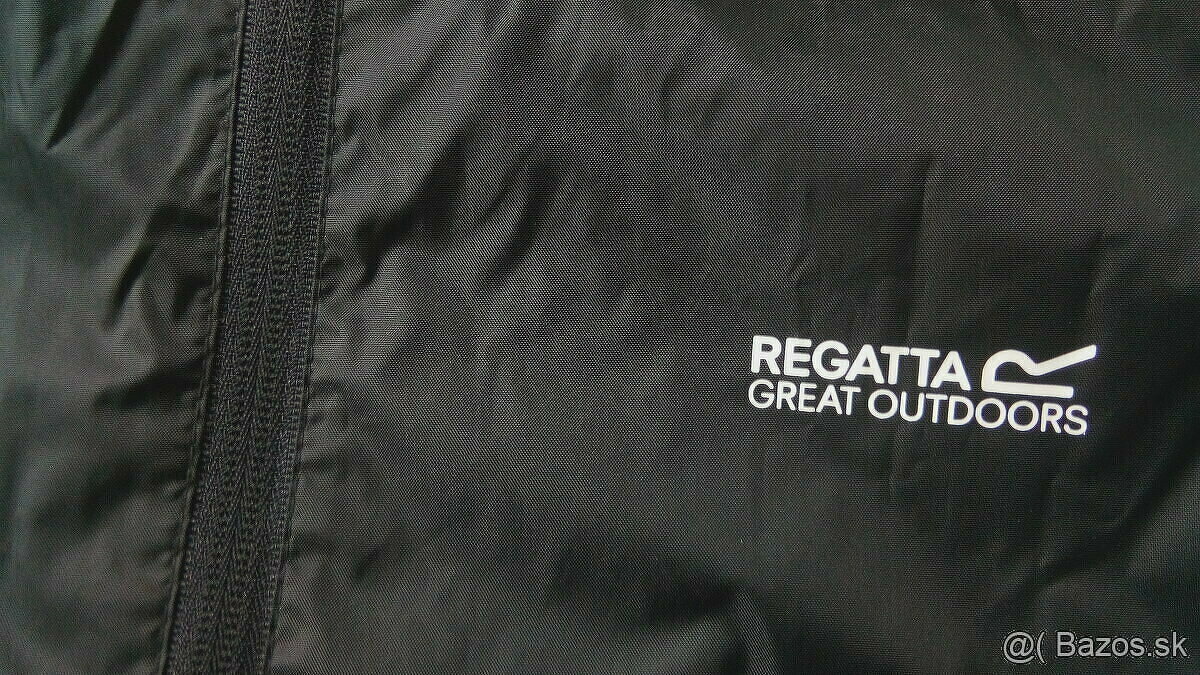 REGATTA
GREAT OUTDOORS
@( Bazos.sk